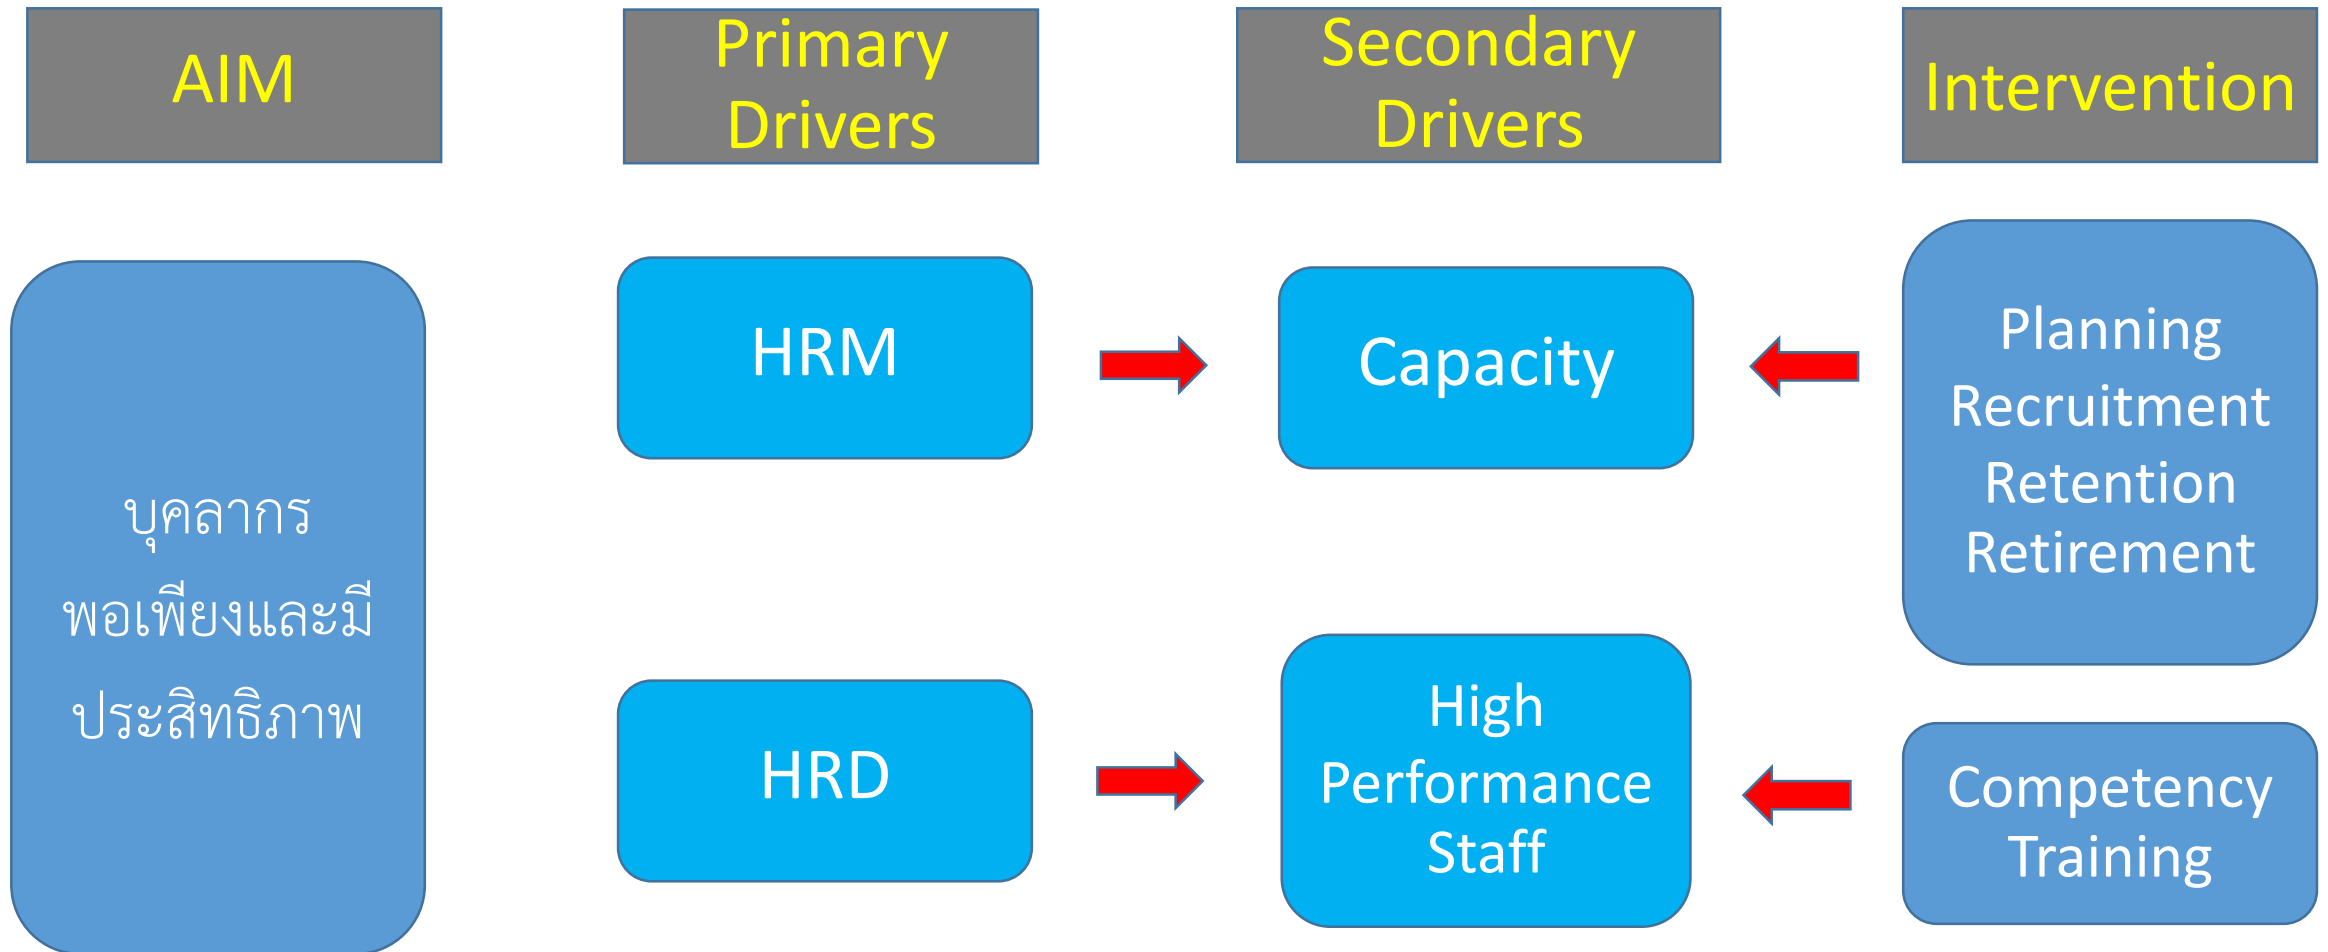 AIM
Primary
Drivers
Secondary
Drivers
Intervention
บุคลากร
พอเพียงและมี
ประสิทธิภาพ
HRM
Capacity
Planning
Recruitment
Retention
Retirement
HRD
High
Performance
Staff
Competency
Training